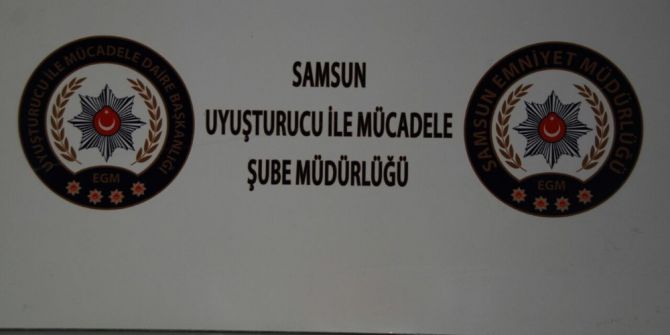 UYUŞTURUCU İLE MÜCADELE DAİRE BAŞKANLIĞI
EGM
SAMSUN
UYUŞTURUCU İLE MÜCADELE
ŞUBE MÜDÜRLÜĞÜ
SAMSUN EMNİYET MÜDÜRLÜĞÜ
EGM